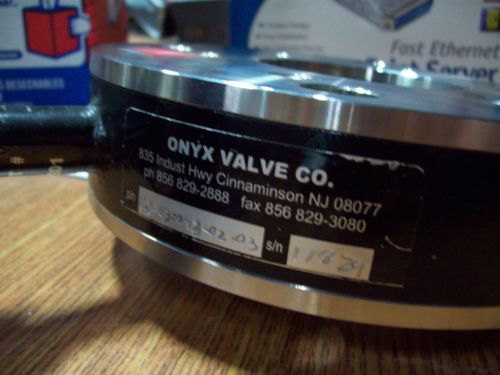 DESECHABLES
Fast Ethernet
ONYX VALVE CO.
835 Indust Hwy Cinnaminson NJ 08077
ph 856 829-2888 fax 856 829-3080
s/n